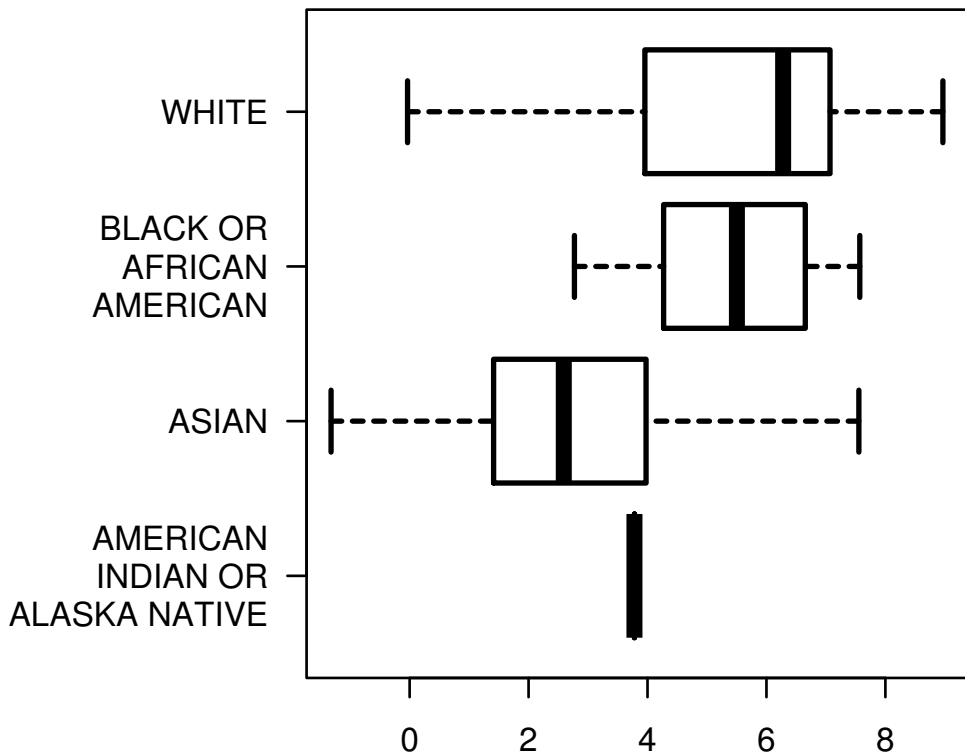 WHITE
BLACK OR
AFRICAN
AMERICAN
ASIAN
AMERICAN
INDIAN OR
ALASKA NATIVE
0 2 4 6 8